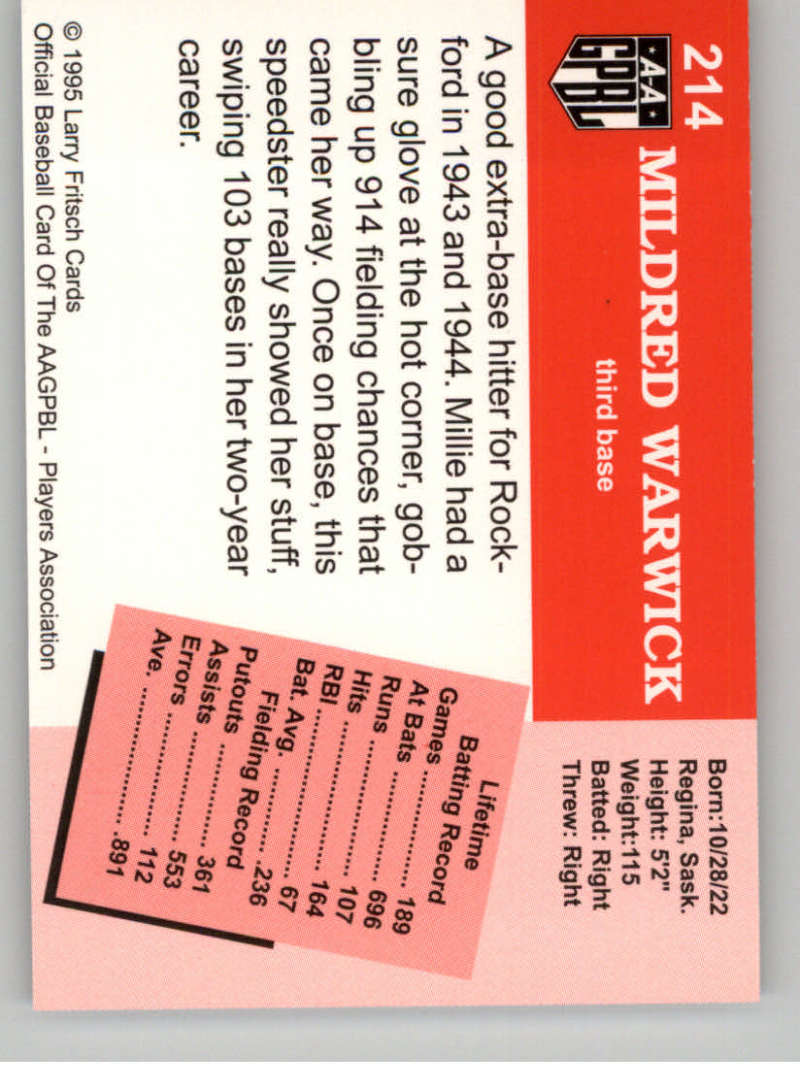 214
MILDRED WARWICK
A-A
GPBL
third base
Born:10/28/22
Regina, Sask.
Height: 5'2"
Weight:115
Batted: Right
Threw: Right
A good extra-base hitter for Rock-
ford in 1943 and 1944. Millie had a
sure glove at the hot corner, gob-
bling up 914 fielding chances that
came her way. Once on base, this
speedster really showed her stuff,
swiping 103 bases in her two-year
career.
Lifetime
Batting Record
Games .................... 189
At Bats .................... 696
Runs .................... 107
Hits .................... 164
RBI .................... 67
Bat. Avg. .............. .236
Fielding Record
Putouts .................... 361
Assists .................... 553
Errors .................... 112
Ave. .................... .891
© 1995 Larry Fritsch Cards
Official Baseball Card Of The AAGPBL - Players Association